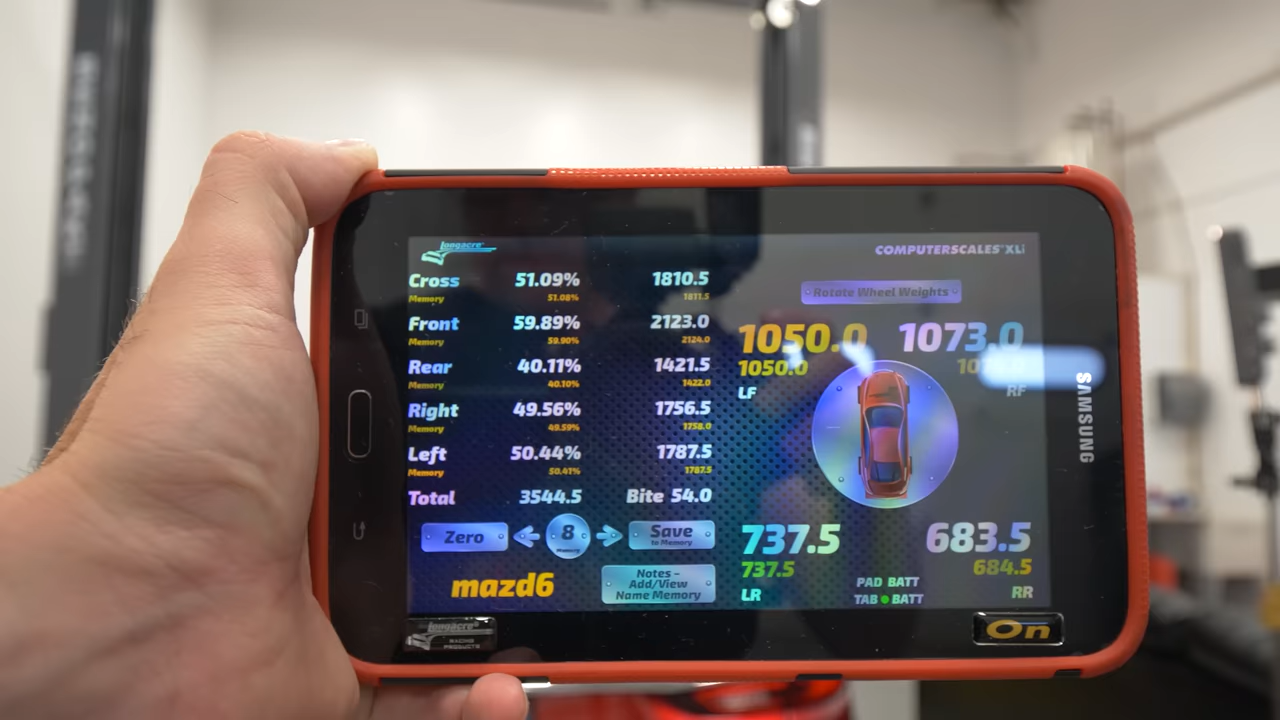 longacre
COMPUTERSCALES XLi
Cross 51.09% 1810.5
Memory 51.08% 1811.5
Front 59.89% 2123.0
Memory 59.90% 2124.0
Rear 40.11% 1421.5
Memory 40.10% 1422.0
Right 49.56% 1756.5
Memory 49.59% 1758.0
Left 50.44% 1787.5
Memory 50.41% 1787.5
Total 3544.5 Bite 54.0
Zero 8 Save
Memory to Memory
mazd6
Notes –
Add/View
Name Memory
Rotate Wheel Weights
1050.0 1073.0
1050.0
LF RF
737.5 683.5
737.5 684.5
LR RR
PAD BATT
TAB BATT
SAMSUNG
longacre
RACING
PRODUCTS
On